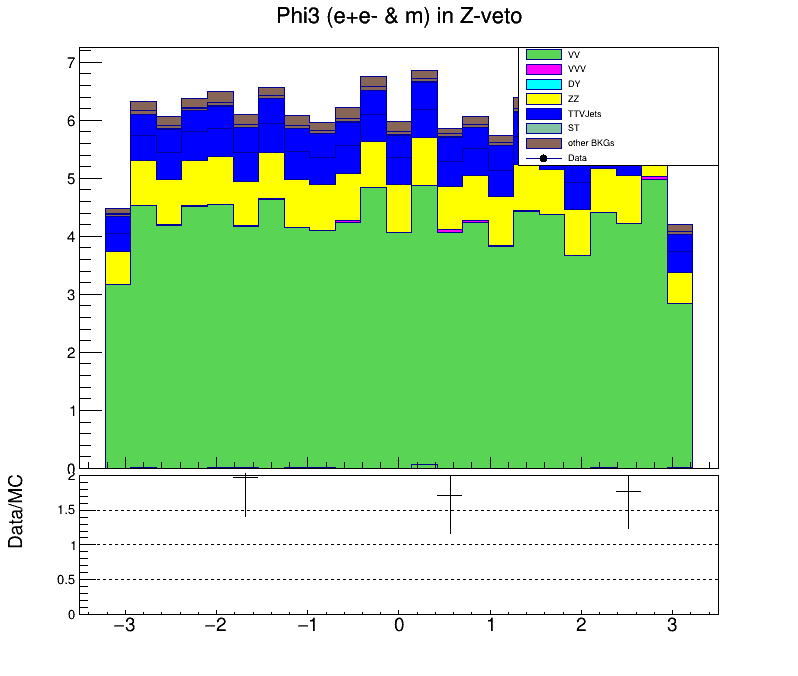 Phi3 (e+e- & m) in Z-veto
7
6
5
4
3
2
1
0
VV
VVV
DY
ZZ
TTVJets
ST
other BKGs
Data
Data/MC
2
1.5
1
0.5
0
−3 −2 −1 0 1 2 3